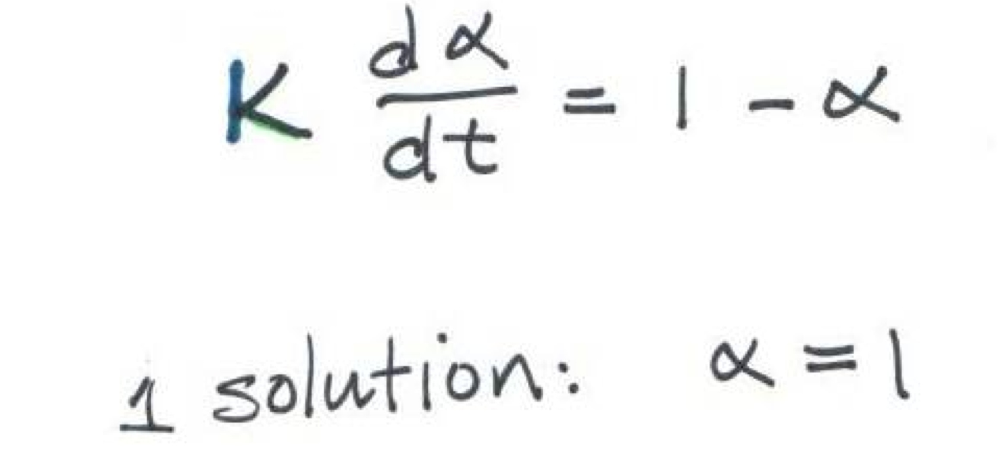 K dα/dt = 1 - α
1 solution: α = 1